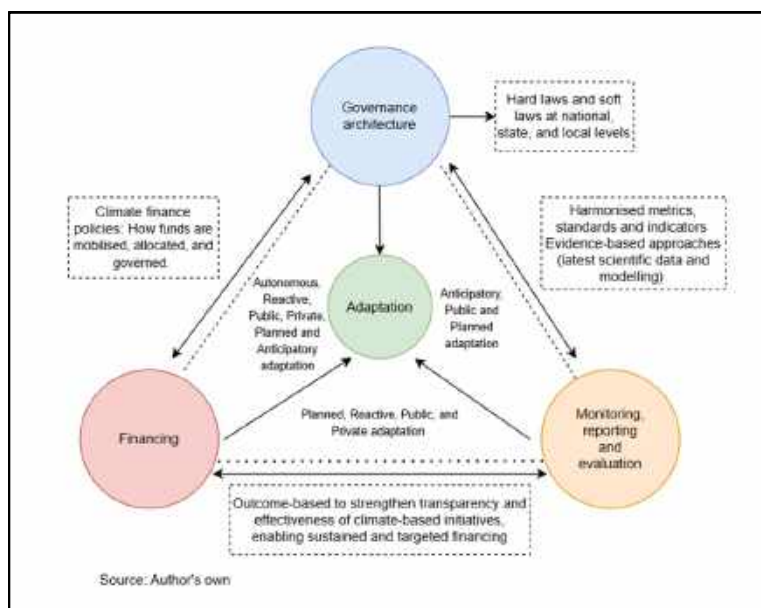 Governance
architecture
Hard laws and soft
laws at national,
state, and local levels
Climate finance
policies: How funds are
mobilised, allocated, and
governed.
Harmonised metrics,
standards and indicators
Evidence-based approaches
(latest scientific data and
modelling)
Autonomous,
Reactive,
Public, Private,
Planned and
Anticipatory
adaptation
Adaptation
Anticipatory,
Public and
Planned
adaptation
Financing
Planned, Reactive, Public, and
Private adaptation
Monitoring,
reporting
and
evaluation
Outcome-based to strengthen transparency and
effectiveness of climate-based initiatives,
enabling sustained and targeted financing
Source: Author's own